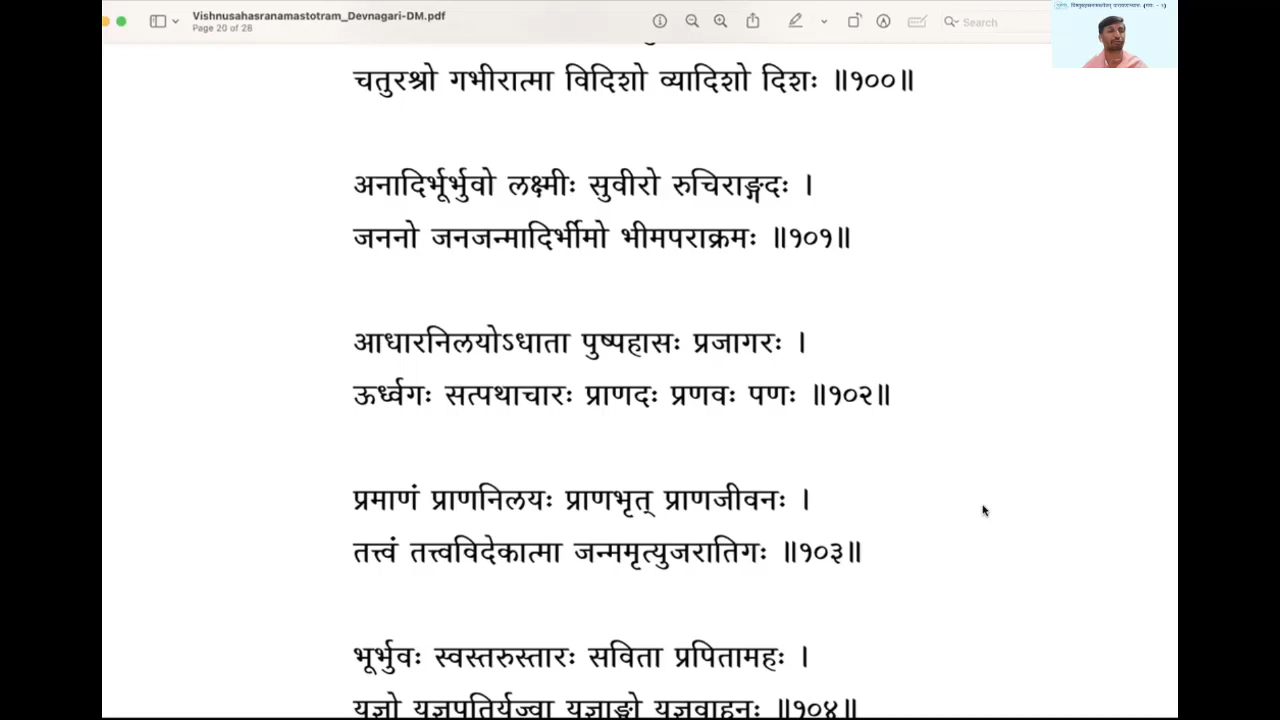 Vishnusahasranamastotram_Devnagari-DM.pdf
Page 20 of 28
Search
चतुरश्रो गभीरात्मा विदिशो व्यादिशो दिशः ॥१००॥
अनादिर्भूर्भुवो लक्ष्मीः सुवीरो रुचिराङ्गदः ।
जननो जनजन्मादिर्भीमो भीमपराक्रमः ॥१०१॥
आधारनिलयोऽधाता पुष्पहासः प्रजागरः ।
ऊर्ध्वगः सत्पथाचारः प्राणदः प्रणवः पणः ॥१०२॥
प्रमाणं प्राणनिलयः प्राणभृत् प्राणजीवनः ।
तत्त्वं तत्त्वविदेकात्मा जन्ममृत्युजरातिगः ॥१०३॥
भूर्भुवः स्वस्तरुस्तारः सविता प्रपितामहः ।
यज्ञो यज्ञपतिर्यज्वा यज्ञाङ्गो यज्ञवाहनः ॥१०४॥